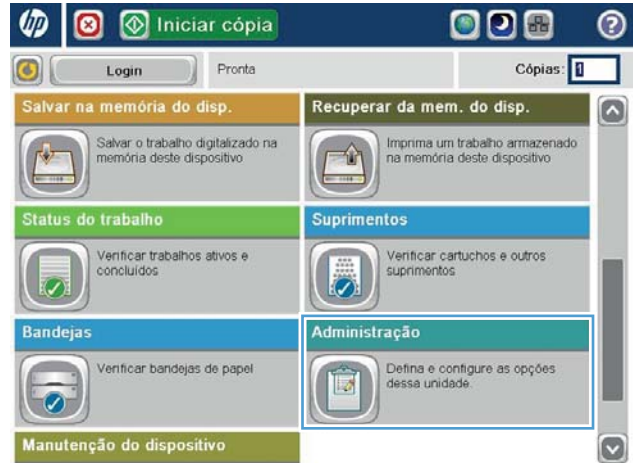 hp
Iniciar cópia
?
Login
Pronta
Cópias: 1
Salvar na memória do disp.
Salvar o trabalho digitalizado na
memória deste dispositivo
Recuperar da mem. do disp.
Imprima um trabalho armazenado
na memória deste dispositivo
Status do trabalho
Verificar trabalhos ativos e
concluídos
Suprimentos
Verificar cartuchos e outros
suprimentos
Bandejas
Verificar bandejas de papel
Administração
Defina e configure as opções
dessa unidade.
Manutenção do dispositivo